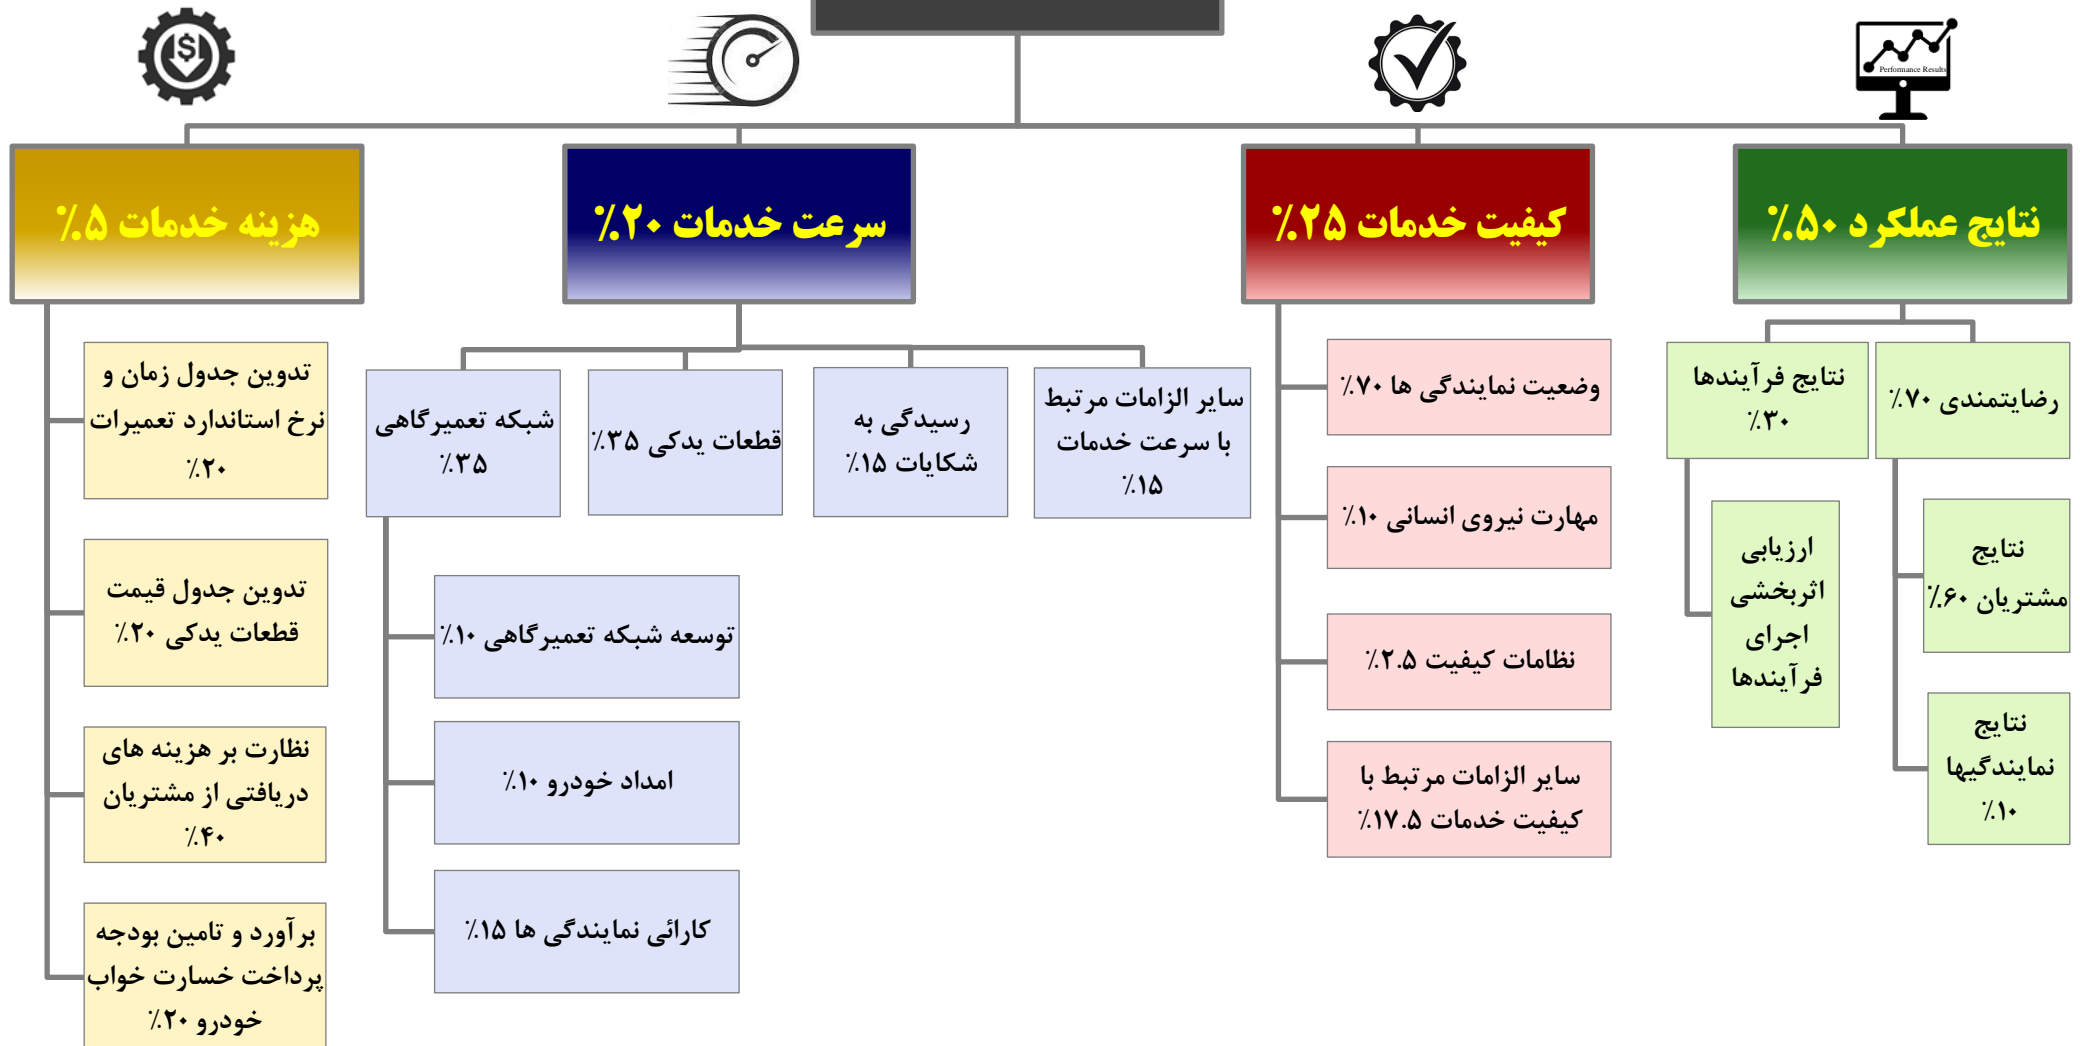 Performance Results
نتایج عملکرد ۵۰٪
کیفیت خدمات ۲۵٪
سرعت خدمات ۲۰٪
هزینه خدمات ۵٪
رضایتمندی ۷۰٪
نتایج
مشتریان ۶۰٪
نتایج
نمایندگیها
۱۰٪
نتایج فرآیندها
۳۰٪
ارزیابی
اثربخشی
اجرای
فرآیندها
وضعیت نمایندگی ها ۷۰٪
مهارت نیروی انسانی ۱۰٪
نظامات کیفیت ۲.۵٪
سایر الزامات مرتبط با
کیفیت خدمات ۱۷.۵٪
سایر الزامات مرتبط
با سرعت خدمات
۱۵٪
رسیدگی به
شکایات ۱۵٪
قطعات یدکی ۳۵٪
شبکه تعمیرگاهی
۳۵٪
توسعه شبکه تعمیرگاهی ۱۰٪
امداد خودرو ۱۰٪
کارائی نمایندگی ها ۱۵٪
تدوین جدول زمان و
نرخ استاندارد تعمیرات
۲۰٪
تدوین جدول قیمت
قطعات یدکی ۲۰٪
نظارت بر هزینه های
دریافتی از مشتریان
۴۰٪
برآورد و تامین بودجه
پرداخت خسارت خواب
خودرو ۲۰٪